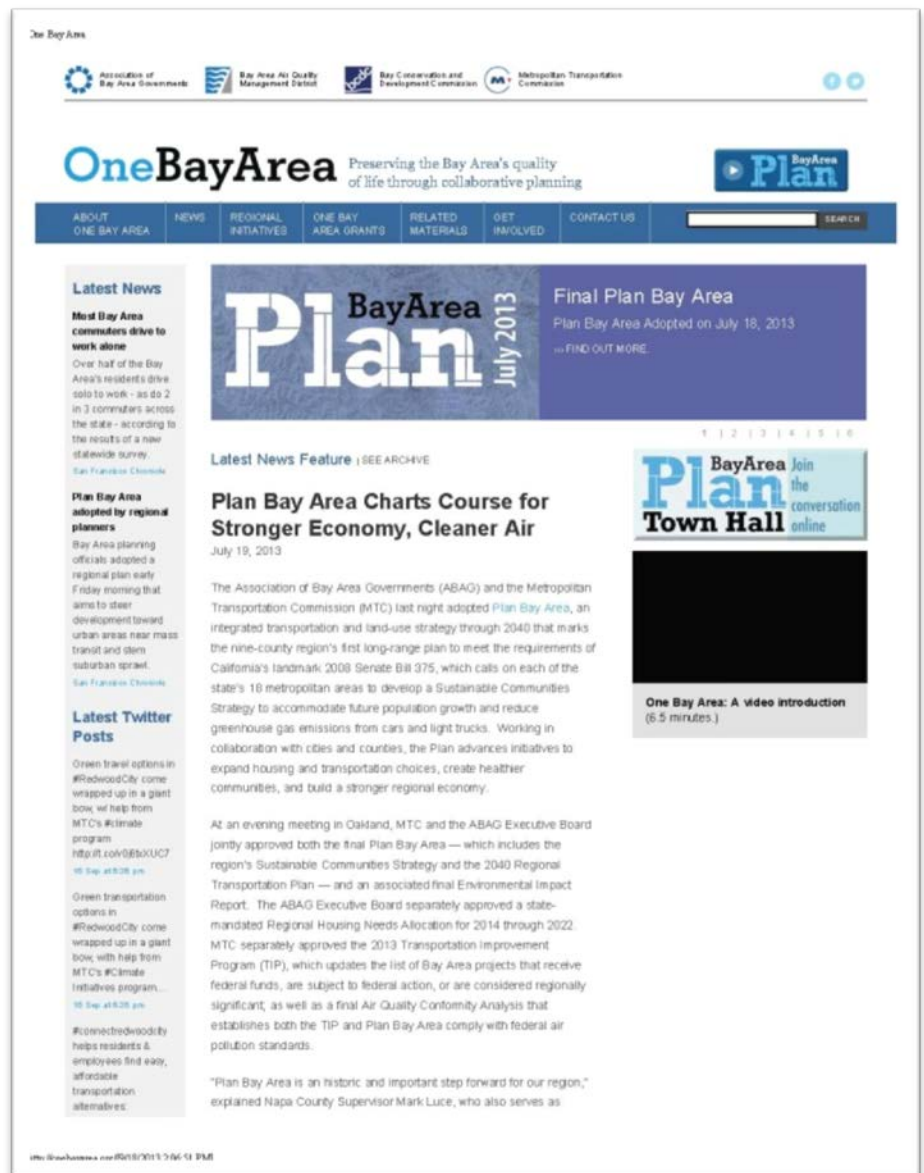 One Bay Area
Association of
Bay Area Governments
Bay Area Air Quality
Management District
Bay Conservation and
Development Commission
Metropolitan Transportation
Commission
OneBayArea
Preserving the Bay Area's quality
of life through collaborative planning
BayArea
Plan
ABOUT
ONE BAY AREA
NEWS
REGIONAL
INITIATIVES
ONE BAY
AREA GRANTS
RELATED
MATERIALS
GET
INVOLVED
CONTACT US
SEARCH
Latest News
Most Bay Area
commuters drive to
work alone
Over half of the Bay
Area's residents drive
solo to work - as do 2
in 3 commuters across
the state - according to
the results of a new
statewide survey.
San Francisco Chronicle
Plan Bay Area
adopted by regional
planners
Bay Area planning
officials adopted a
regional plan early
Friday morning that
aims to steer
development toward
urban areas near mass
transit and stem
suburban sprawl.
San Francisco Chronicle
Latest Twitter
Posts
Green travel options in
#RedwoodCity come
wrapped up in a giant
bow, w/ help from
MTC's #climate
program
16 Sep at 6:26 pm
Green transportation
options in
#RedwoodCity come
wrapped up in a giant
bow, with help from
MTC's #Climate
Initiatives program...
16 Sep at 6:26 pm
#connectredwoodcity
helps residents &
employees find easy,
affordable
transportation
alternatives:
BayArea
Plan
July 2013
Final Plan Bay Area
Plan Bay Area Adopted on July 18, 2013
>> FIND OUT MORE.
1 | 2 | 3 | 4 | 5 | 6
Latest News Feature | SEE ARCHIVE
Plan Bay Area Charts Course for
Stronger Economy, Cleaner Air
July 19, 2013
The Association of Bay Area Governments (ABAG) and the Metropolitan
Transportation Commission (MTC) last night adopted Plan Bay Area, an
integrated transportation and land-use strategy through 2040 that marks
the nine-county region's first long-range plan to meet the requirements of
California's landmark 2008 Senate Bill 375, which calls on each of the
state's 18 metropolitan areas to develop a Sustainable Communities
Strategy to accommodate future population growth and reduce
greenhouse gas emissions from cars and light trucks. Working in
collaboration with cities and counties, the Plan advances initiatives to
expand housing and transportation choices, create healthier
communities, and build a stronger regional economy.
At an evening meeting in Oakland, MTC and the ABAG Executive Board
jointly approved both the final Plan Bay Area — which includes the
region's Sustainable Communities Strategy and the 2040 Regional
Transportation Plan — and an associated final Environmental Impact
Report. The ABAG Executive Board separately approved a state-
mandated Regional Housing Needs Allocation for 2014 through 2022.
MTC separately approved the 2013 Transportation Improvement
Program (TIP), which updates the list of Bay Area projects that receive
federal funds, are subject to federal action, or are considered regionally
significant; as well as a final Air Quality Conformity Analysis that
establishes both the TIP and Plan Bay Area comply with federal air
pollution standards.
"Plan Bay Area is an historic and important step forward for our region,"
explained Napa County Supervisor Mark Luce, who also serves as
BayArea
Plan
Town Hall
Join
the
conversation
online
One Bay Area: A video introduction
(6.5 minutes.)